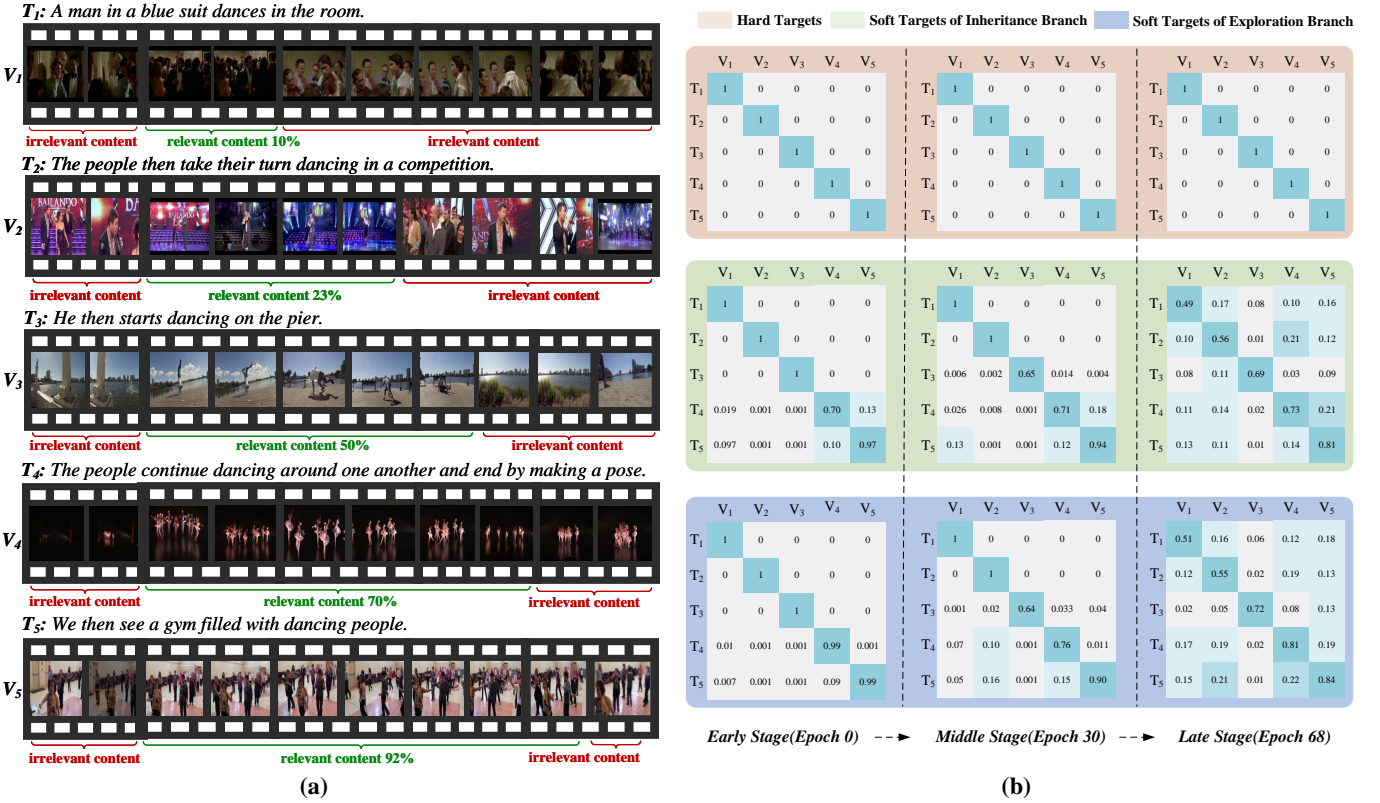 T1: A man in a blue suit dances in the room.
V1
irrelevant content relevant content 10% irrelevant content
T2: The people then take their turn dancing in a competition.
V2
BAILANDO
irrelevant content relevant content 23% irrelevant content
T3: He then starts dancing on the pier.
V3
irrelevant content relevant content 50% irrelevant content
T4: The people continue dancing around one another and end by making a pose.
V4
irrelevant content relevant content 70% irrelevant content
T5: We then see a gym filled with dancing people.
V5
irrelevant content relevant content 92% irrelevant content
(a)
Hard Targets Soft Targets of Inheritance Branch Soft Targets of Exploration Branch
V1 V2 V3 V4 V5 V1 V2 V3 V4 V5 V1 V2 V3 V4 V5
T1 1 0 0 0 0 T1 1 0 0 0 0 T1 1 0 0 0 0
T2 0 1 0 0 0 T2 0 1 0 0 0 T2 0 1 0 0 0
T3 0 0 1 0 0 T3 0 0 1 0 0 T3 0 0 1 0 0
T4 0 0 0 1 0 T4 0 0 0 1 0 T4 0 0 0 1 0
T5 0 0 0 0 1 T5 0 0 0 0 1 T5 0 0 0 0 1
V1 V2 V3 V4 V5 V1 V2 V3 V4 V5 V1 V2 V3 V4 V5
T1 1 0 0 0 0 T1 1 0 0 0 0 T1 0.49 0.17 0.08 0.10 0.16
T2 0 1 0 0 0 T2 0 1 0 0 0 T2 0.10 0.56 0.01 0.21 0.12
T3 0 0 1 0 0 T3 0.006 0.002 0.65 0.014 0.004 T3 0.08 0.11 0.69 0.03 0.09
T4 0.019 0.001 0.001 0.70 0.13 T4 0.026 0.008 0.001 0.71 0.18 T4 0.11 0.14 0.02 0.73 0.21
T5 0.097 0.001 0.001 0.10 0.97 T5 0.13 0.001 0.001 0.12 0.94 T5 0.13 0.11 0.01 0.14 0.81
V1 V2 V3 V4 V5 V1 V2 V3 V4 V5 V1 V2 V3 V4 V5
T1 1 0 0 0 0 T1 1 0 0 0 0 T1 0.51 0.16 0.06 0.12 0.18
T2 0 1 0 0 0 T2 0 1 0 0 0 T2 0.12 0.55 0.02 0.19 0.13
T3 0 0 1 0 0 T3 0.001 0.02 0.64 0.033 0.04 T3 0.02 0.05 0.72 0.08 0.13
T4 0.01 0.001 0.001 0.99 0.001 T4 0.07 0.10 0.001 0.76 0.011 T4 0.17 0.19 0.02 0.81 0.19
T5 0.007 0.001 0.001 0.09 0.99 T5 0.05 0.16 0.001 0.15 0.90 T5 0.15 0.21 0.01 0.22 0.84
Early Stage(Epoch 0) Middle Stage(Epoch 30) Late Stage(Epoch 68)
(b)